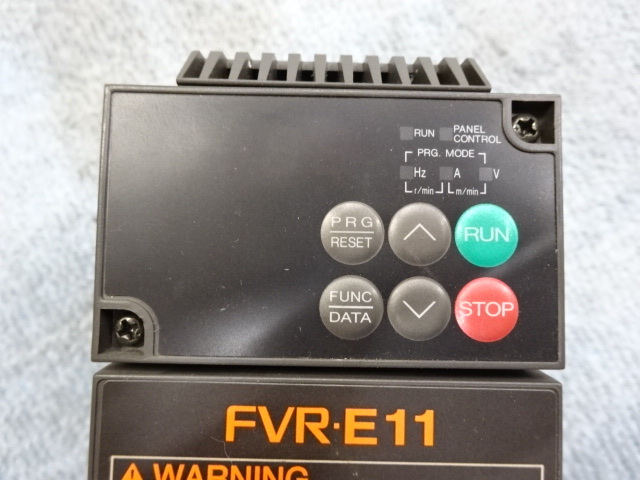 RUN
PANEL
CONTROL
PRG. MODE
Hz
A
V
r/min
m/min
PRG
RESET
RUN
FUNC
DATA
STOP
FVR-E11
WARNING